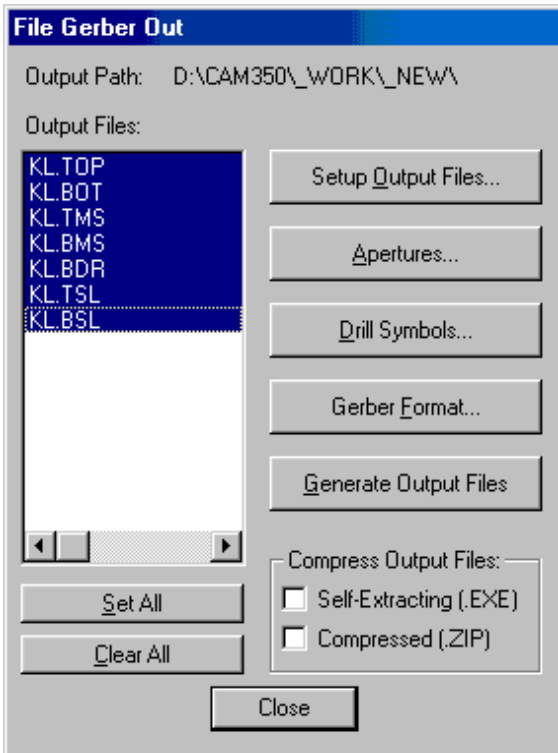 File Gerber Out
Output Path: D:\CAM350\_WORK\_NEW\
Output Files:
KL.TOP
KL.BOT
KL.TMS
KL.BMS
KL.BDR
KL.TSL
KL.BSL
Setup Output Files...
Apertures...
Drill Symbols...
Gerber Format...
Generate Output Files
Set All
Clear All
Compress Output Files:
Self-Extracting (.EXE)
Compressed (.ZIP)
Close